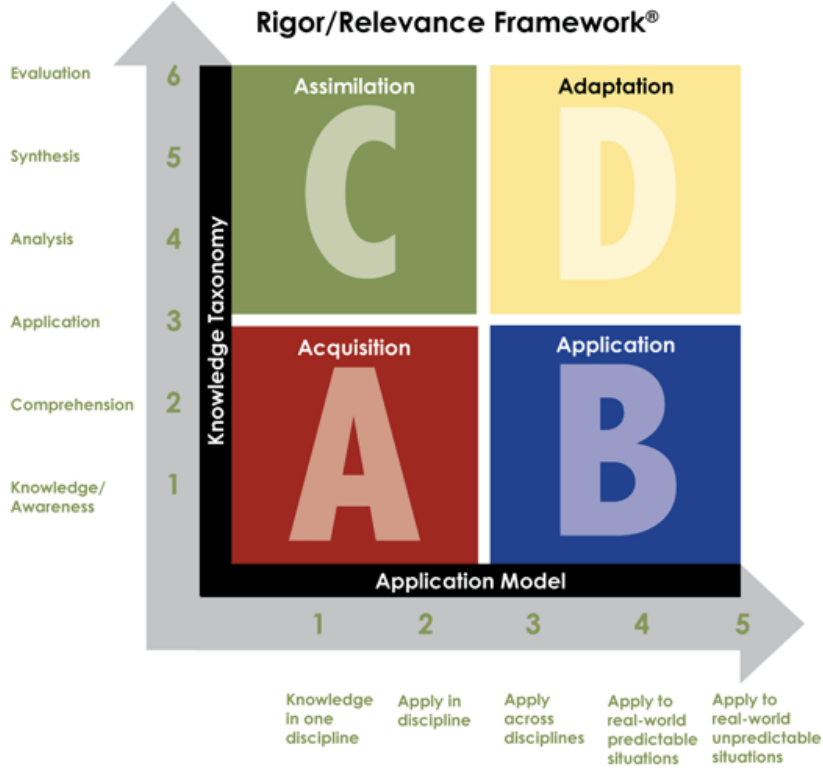 Rigor/Relevance Framework®
Evaluation 6
Synthesis 5
Analysis 4
Application 3
Comprehension 2
Knowledge/
Awareness
1
Knowledge Taxonomy
Assimilation
C
Adaptation
D
Acquisition
A
Application
B
Application Model
1 2 3 4 5
Knowledge
in one
discipline
Apply in
discipline
Apply
across
disciplines
Apply to
real-world
predictable
situations
Apply to
real-world
unpredictable
situations